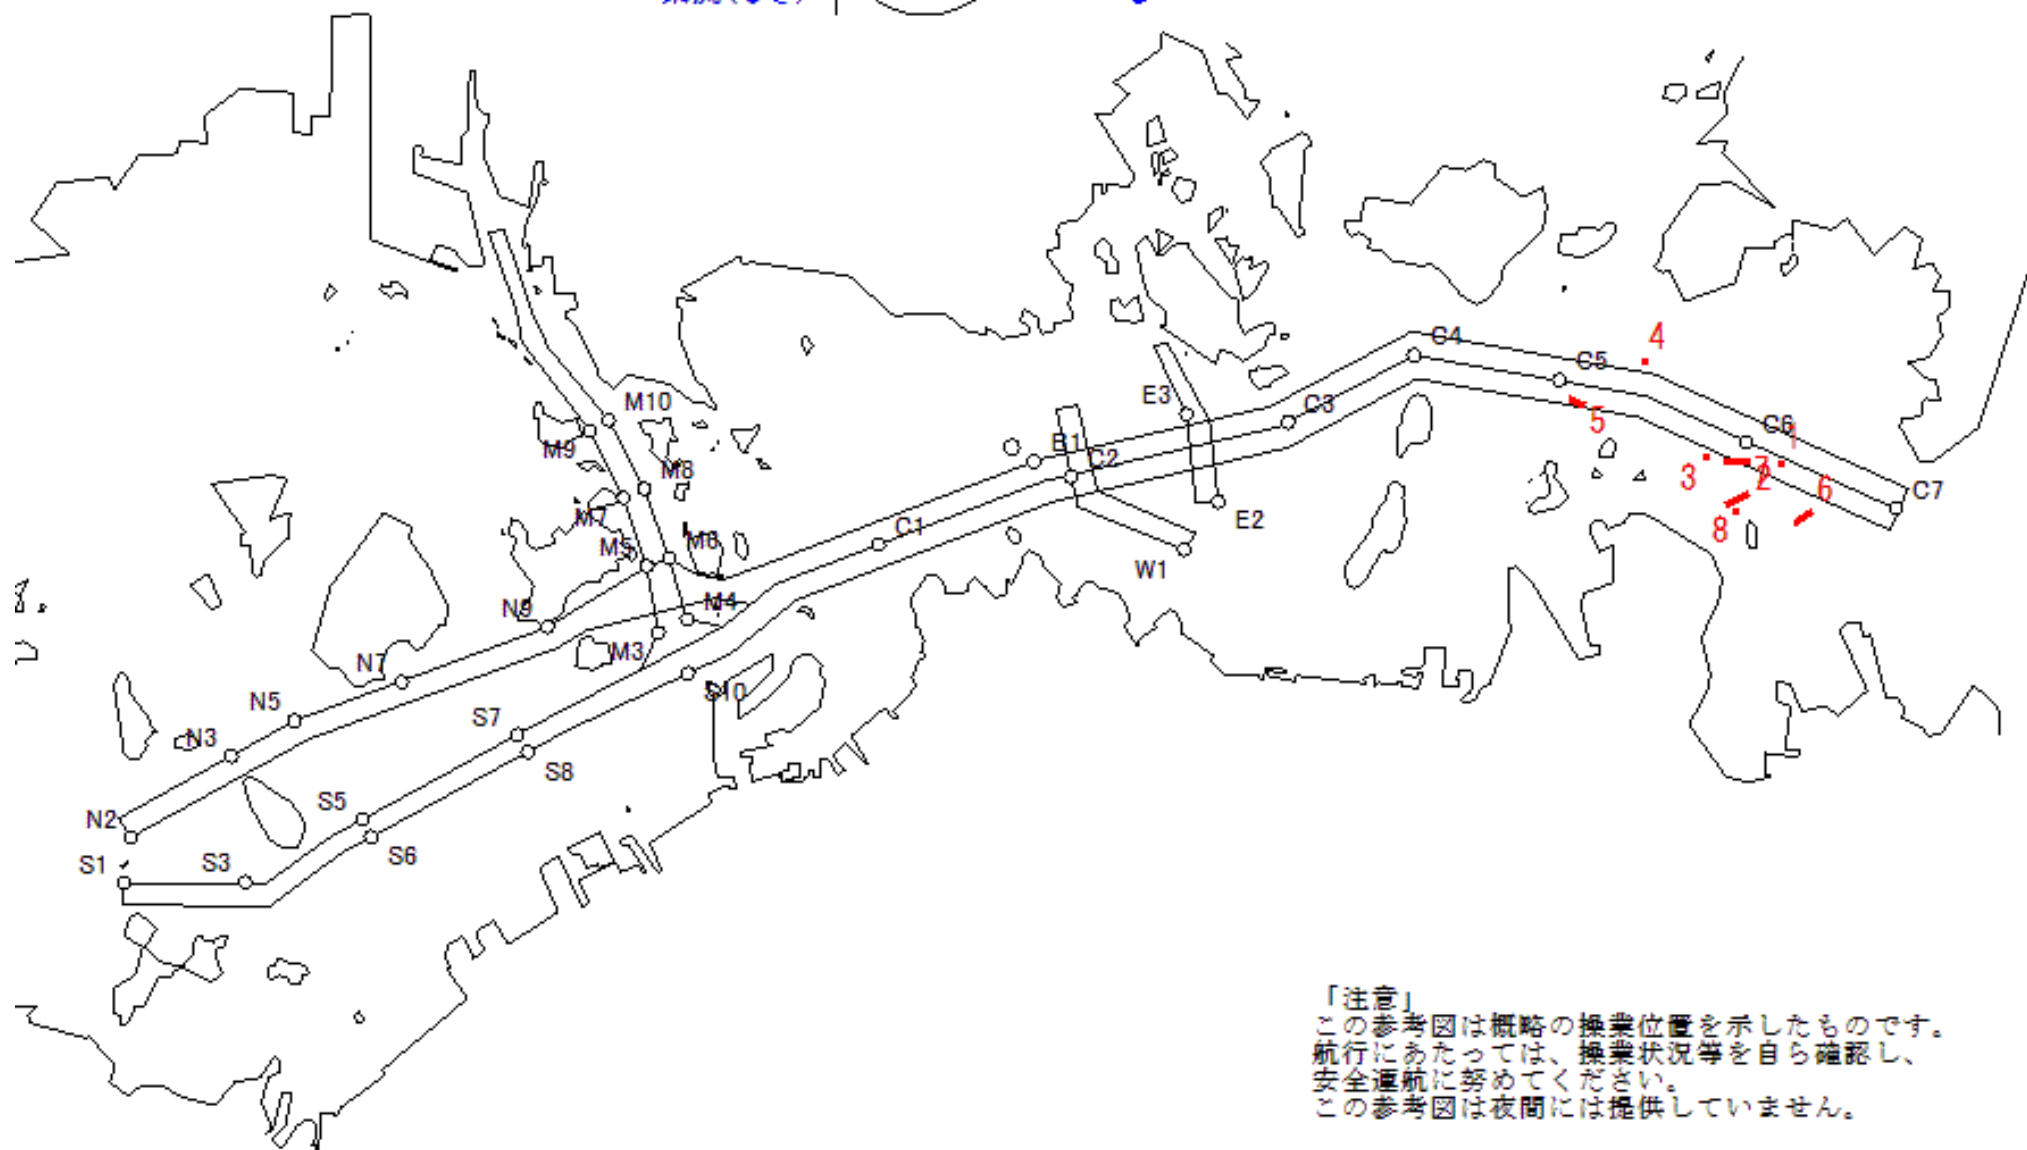 C4
4
C5
E3
C3
M10
5
B1
C6
1
M9
C2
M8
3
7
2
6
C7
M7
E2
8
C1
M5
M6
W1
N9
M4
M3
N7
S10
N5
S7
N3
S8
S5
N2
S6
S1
S3
「注意」
この参考図は概略の操業位置を示したものです。
航行にあたっては、操業状況等を自ら確認し、
安全運航に努めてください。
この参考図は夜間には提供していません。